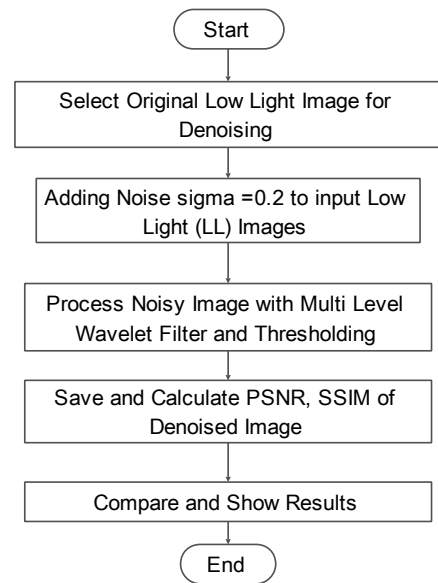 Start
Select Original Low Light Image for
Denoising
Adding Noise sigma =0.2 to input Low
Light (LL) Images
Process Noisy Image with Multi Level
Wavelet Filter and Thresholding
Save and Calculate PSNR, SSIM of
Denoised Image
Compare and Show Results
End